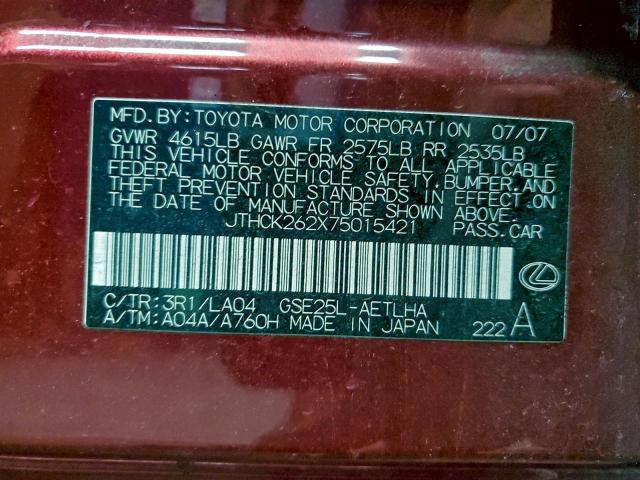 MFD.BY:TOYOTA MOTOR CORPORATION 07/07
GVWR 4615LB GAWR FR 2575LB RR 2535LB
THIS VEHICLE CONFORMS TO ALL APPLICABLE
FEDERAL MOTOR VEHICLE SAFETY,BUMPER,AND
THEFT PREVENTION STANDARDS IN EFFECT ON
THE DATE OF MANUFACTURE SHOWN ABOVE.
JTHCK262X75015421 PASS.CAR
C/TR:3R1/LA04 GSE25L-AETLHA
A/TM:A04A/A760H MADE IN JAPAN 222 A